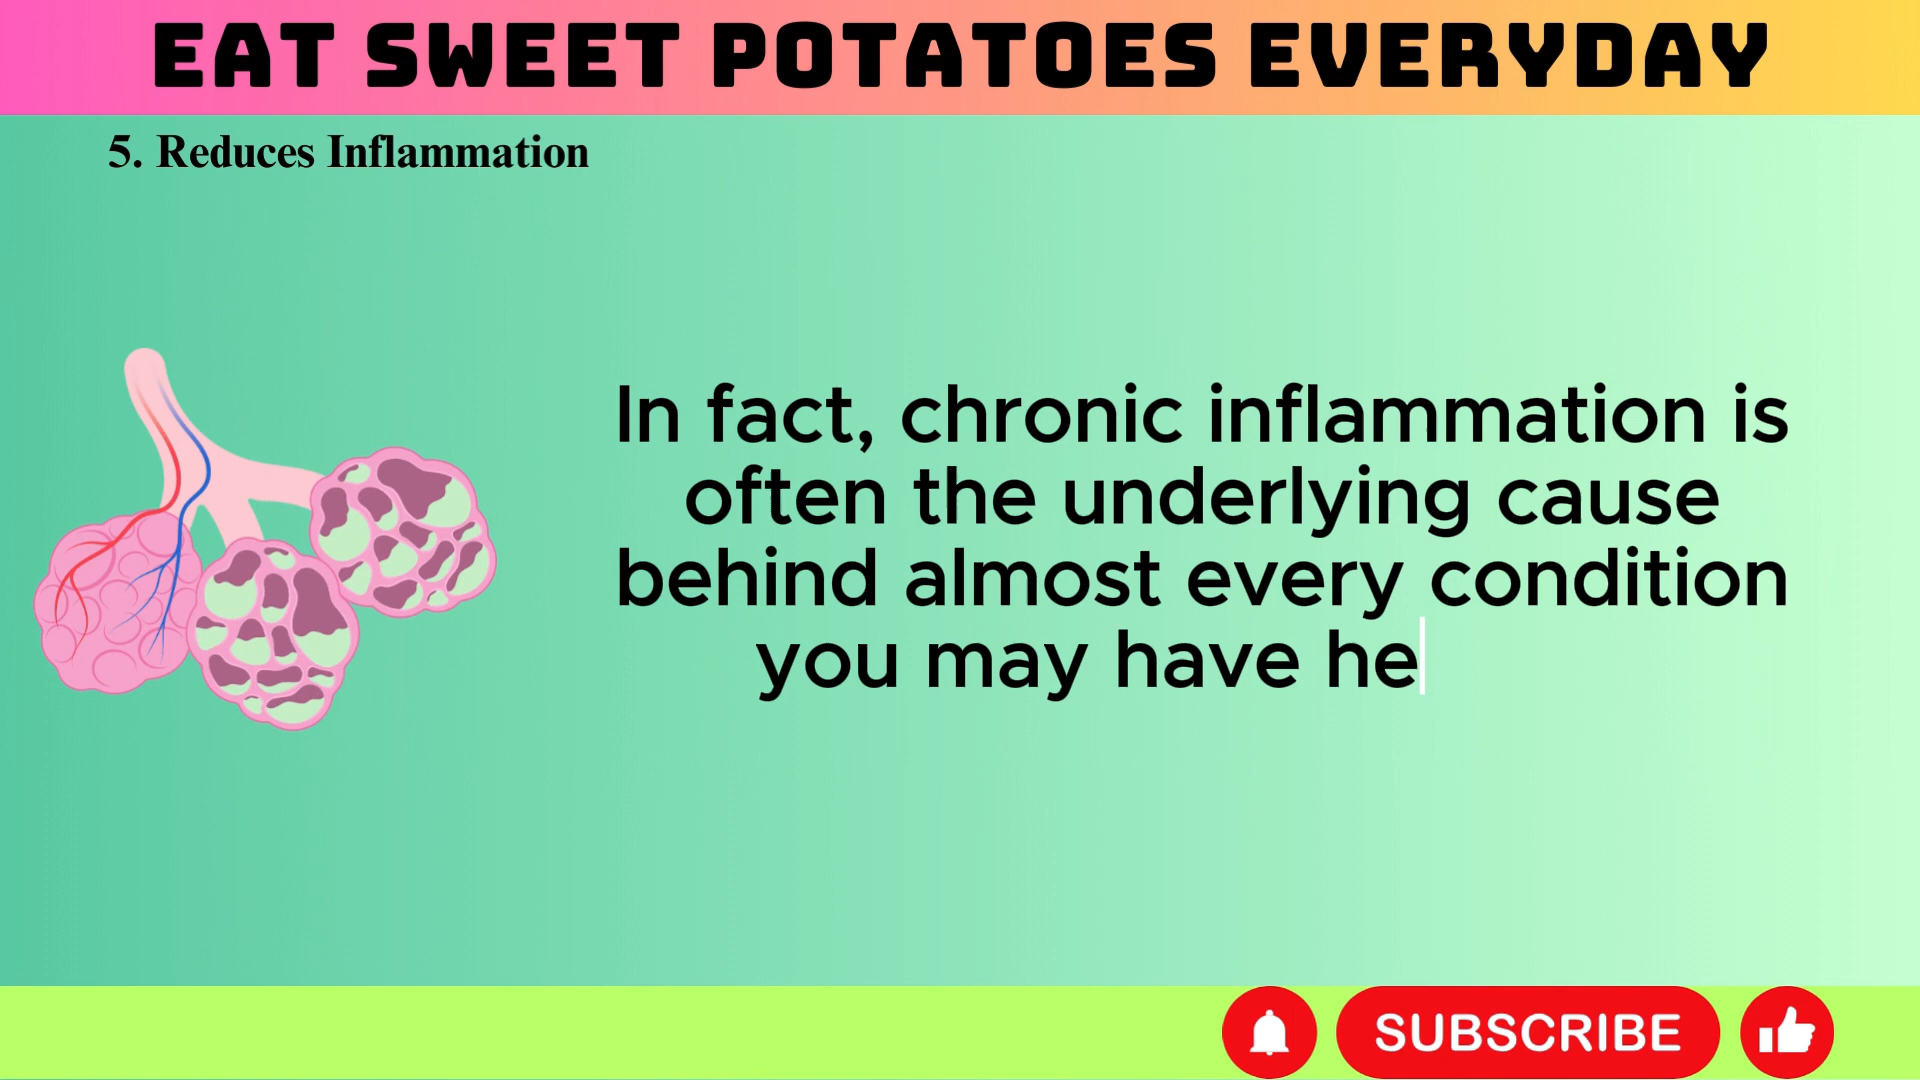 EAT SWEET POTATOES EVERYDAY
5. Reduces Inflammation
In fact, chronic inflammation is
often the underlying cause
behind almost every condition
you may have he
SUBSCRIBE